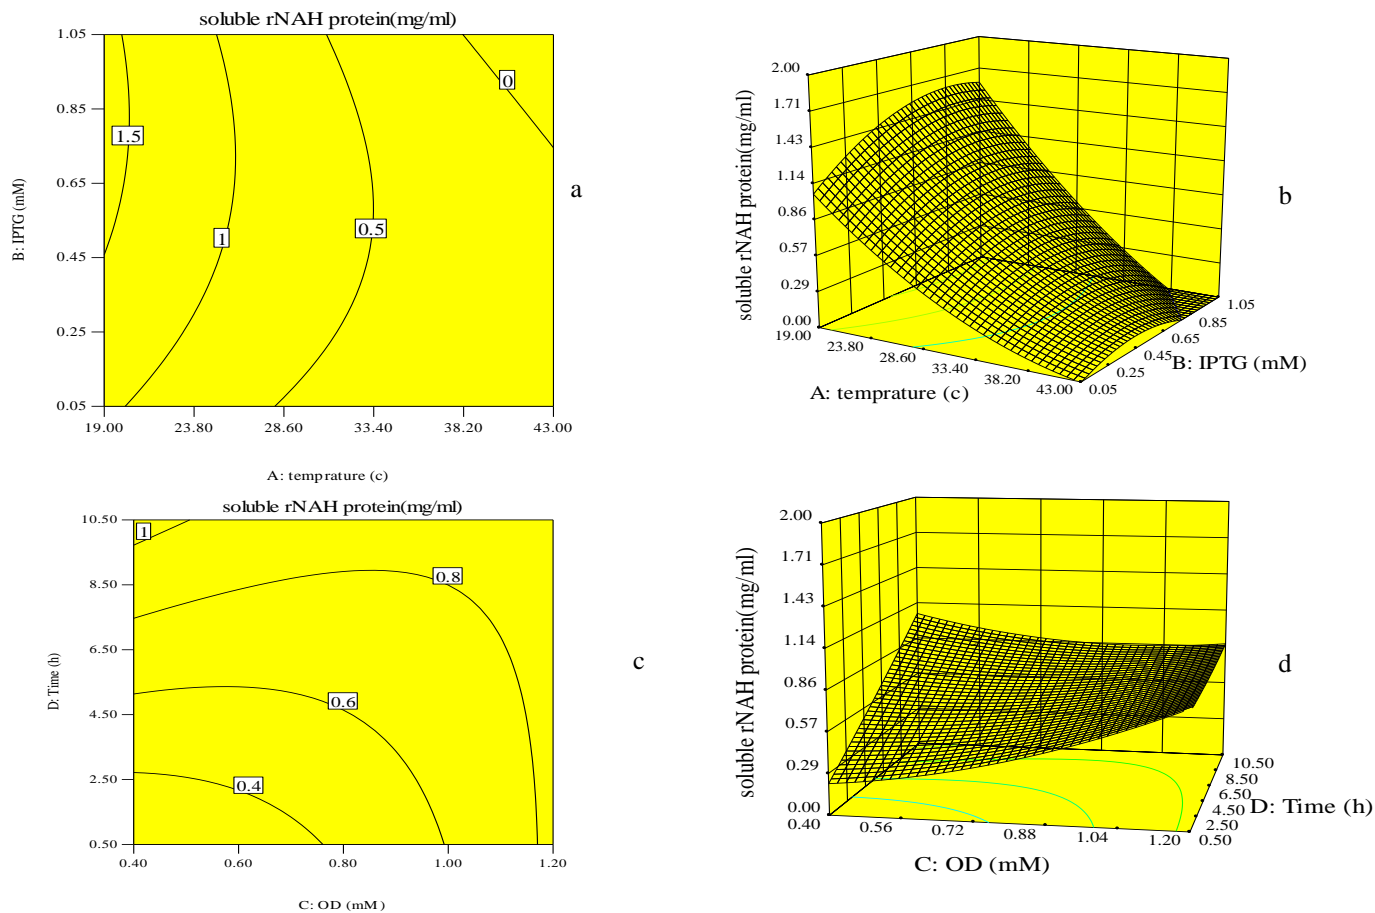 soluble rNAH protein(mg/ml)
1.05
0.85
0.65
0.45
0.25
0.05
B: IPTG (mM)
1.5
1
0.5
0
19.00 23.80 28.60 33.40 38.20 43.00
A: temprature (c)
a
2.00
1.71
1.43
1.14
0.86
0.57
0.29
0.00
soluble rNAH protein(mg/ml)
19.00 23.80 28.60 33.40 38.20 43.00
A: temprature (c)
1.05
0.85
0.65
0.45
0.25
0.05
B: IPTG (mM)
b
soluble rNAH protein(mg/ml)
10.50
8.50
6.50
4.50
2.50
0.50
D: Time (h)
1
0.8
0.6
0.4
0.40 0.60 0.80 1.00 1.20
C: OD (mM)
c
2.00
1.71
1.43
1.14
0.86
0.57
0.29
0.00
soluble rNAH protein(mg/ml)
0.40 0.56 0.72 0.88 1.04 1.20
C: OD (mM)
10.50
8.50
6.50
4.50
2.50
0.50
D: Time (h)
d